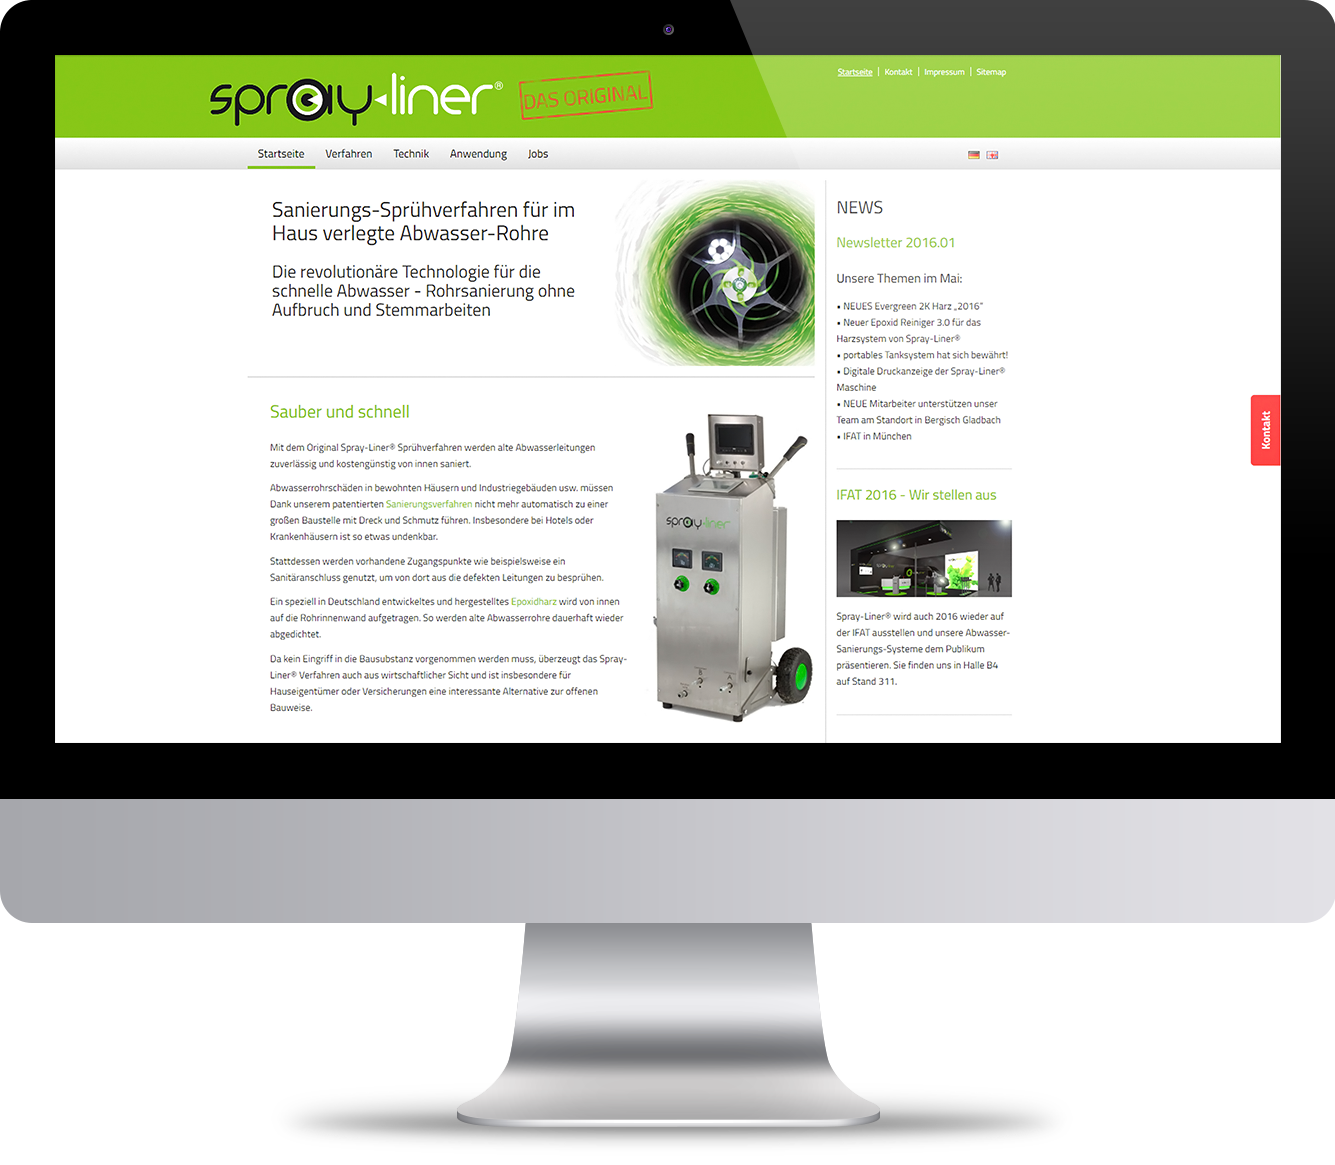 spray-liner®
DAS ORIGINAL
Startseite | Kontakt | Impressum | Sitemap
Startseite Verfahren Technik Anwendung Jobs
Sanierungs-Sprühverfahren für im
Haus verlegte Abwasser-Rohre
Die revolutionäre Technologie für die
schnelle Abwasser - Rohrsanierung ohne
Aufbruch und Stemmarbeiten
Sauber und schnell
Mit dem Original Spray-Liner® Sprühverfahren werden alte Abwasserleitungen
zuverlässig und kostengünstig von innen saniert.
Abwasserrohrschäden in bewohnten Häusern und Industriegebäuden usw. müssen
Dank unserem patentierten Sanierungsverfahren nicht mehr automatisch zu einer
großen Baustelle mit Dreck und Schmutz führen. Insbesondere bei Hotels oder
Krankenhäusern ist so etwas undenkbar.
Stattdessen werden vorhandene Zugangspunkte wie beispielsweise ein
Sanitäranschluss genutzt, um von dort aus die defekten Leitungen zu besprühen.
Ein speziell in Deutschland entwickeltes und hergestelltes Epoxidharz wird von innen
auf die Rohrinnenwand aufgetragen. So werden alte Abwasserrohre dauerhaft wieder
abgedichtet.
Da kein Eingriff in die Bausubstanz vorgenommen werden muss, überzeugt das Spray-
Liner® Verfahren auch aus wirtschaftlicher Sicht und ist insbesondere für
Hauseigentümer oder Versicherungen eine interessante Alternative zur offenen
Bauweise.
spray-liner
NEWS
Newsletter 2016.01
Unsere Themen im Mai:
• NEUES Evergreen 2K Harz „2016"
• Neuer Epoxid Reiniger 3.0 für das
Harzsystem von Spray-Liner®
• portables Tanksystem hat sich bewährt!
• Digitale Druckanzeige der Spray-Liner®
Maschine
• NEUE Mitarbeiter unterstützen unser
Team am Standort in Bergisch Gladbach
• IFAT in München
IFAT 2016 - Wir stellen aus
Spray-Liner® wird auch 2016 wieder auf
der IFAT ausstellen und unsere Abwasser-
Sanierungs-Systeme dem Publikum
präsentieren. Sie finden uns in Halle B4
auf Stand 311.
Kontakt